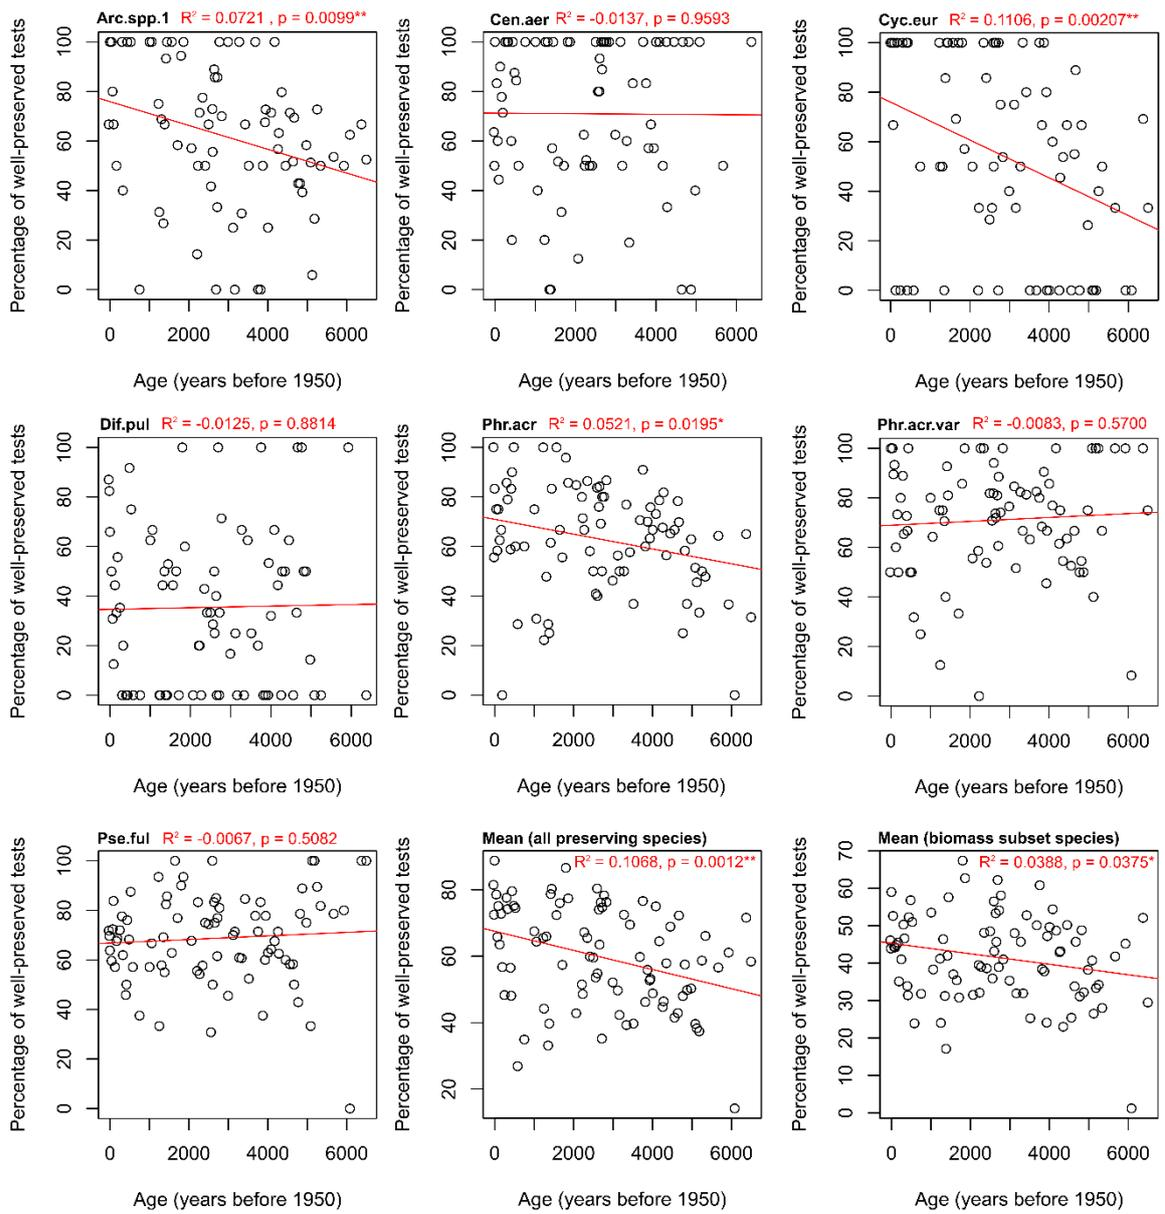 Arc.spp.1 R² = 0.0721 , p = 0.0099**
Percentage of well-preserved tests
100
80
60
40
20
0
0 2000 4000 6000
Age (years before 1950)
Cen.aer R² = -0.0137, p = 0.9593
Percentage of well-preserved tests
100
80
60
40
20
0
0 2000 4000 6000
Age (years before 1950)
Cyc.eur R² = 0.1106, p = 0.00207**
Percentage of well-preserved tests
100
80
60
40
20
0
0 2000 4000 6000
Age (years before 1950)
Dif.pul R² = -0.0125, p = 0.8814
Percentage of well-preserved tests
100
80
60
40
20
0
0 2000 4000 6000
Age (years before 1950)
Phr.acr R² = 0.0521, p = 0.0195*
Percentage of well-preserved tests
100
80
60
40
20
0
0 2000 4000 6000
Age (years before 1950)
Phr.acr.var R² = -0.0083, p = 0.5700
Percentage of well-preserved tests
100
80
60
40
20
0
0 2000 4000 6000
Age (years before 1950)
Pse.ful R² = -0.0067, p = 0.5082
Percentage of well-preserved tests
100
80
60
40
20
0
0 2000 4000 6000
Age (years before 1950)
Mean (all preserving species)
R² = 0.1068, p = 0.0012**
Percentage of well-preserved tests
80
60
40
20
0 2000 4000 6000
Age (years before 1950)
Mean (biomass subset species)
R² = 0.0388, p = 0.0375*
Percentage of well-preserved tests
70
60
50
40
30
20
10
0
0 2000 4000 6000
Age (years before 1950)